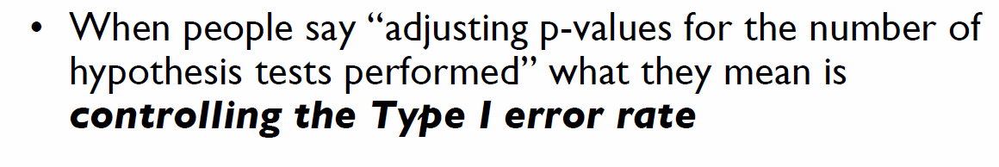 • When people say “adjusting p-values for the number of
hypothesis tests performed” what they mean is
controlling the Type I error rate